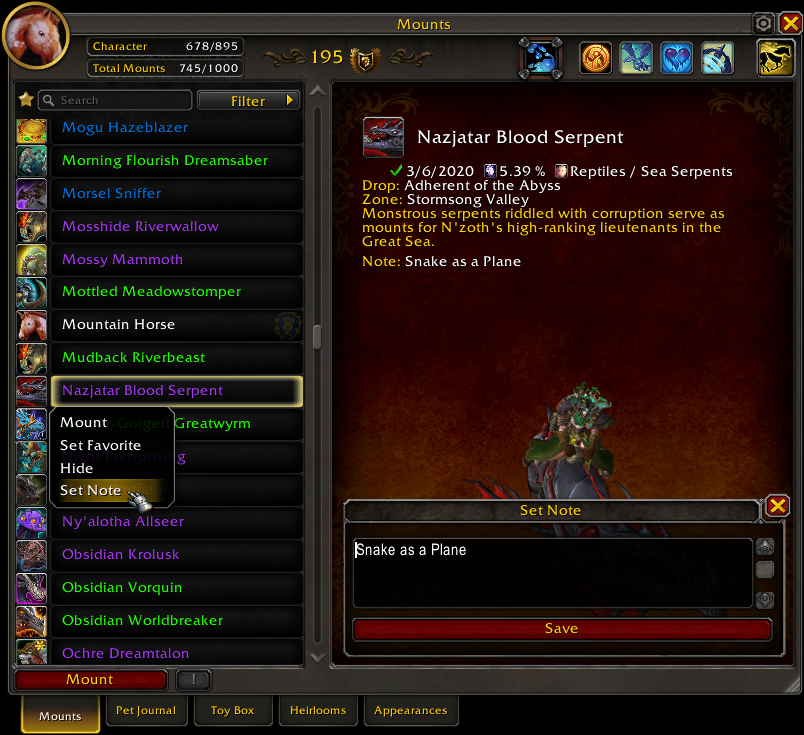 Mounts
Character 678/895
Total Mounts 745/1000
195
Search
Filter
Mogu Hazeblazer
Morning Flourish Dreamsaber
Morsel Sniffer
Mosshide Riverwallow
Mossy Mammoth
Mottled Meadowstomper
Mountain Horse
Mudback Riverbeast
Nazjatar Blood Serpent
-Gorged Greatwyrm
Mount
Set Favorite
Hide
Set Note
Ny'alotha Allseer
Obsidian Krolusk
Obsidian Vorquin
Obsidian Worldbreaker
Ochre Dreamtalon
Mount
!
Nazjatar Blood Serpent
3/6/2020 5.39 % Reptiles / Sea Serpents
Drop: Adherent of the Abyss
Zone: Stormsong Valley
Monstrous serpents riddled with corruption serve as
mounts for N'zoth's high-ranking lieutenants in the
Great Sea.
Note: Snake as a Plane
Set Note
Snake as a Plane
Save
Mounts
Pet Journal
Toy Box
Heirlooms
Appearances